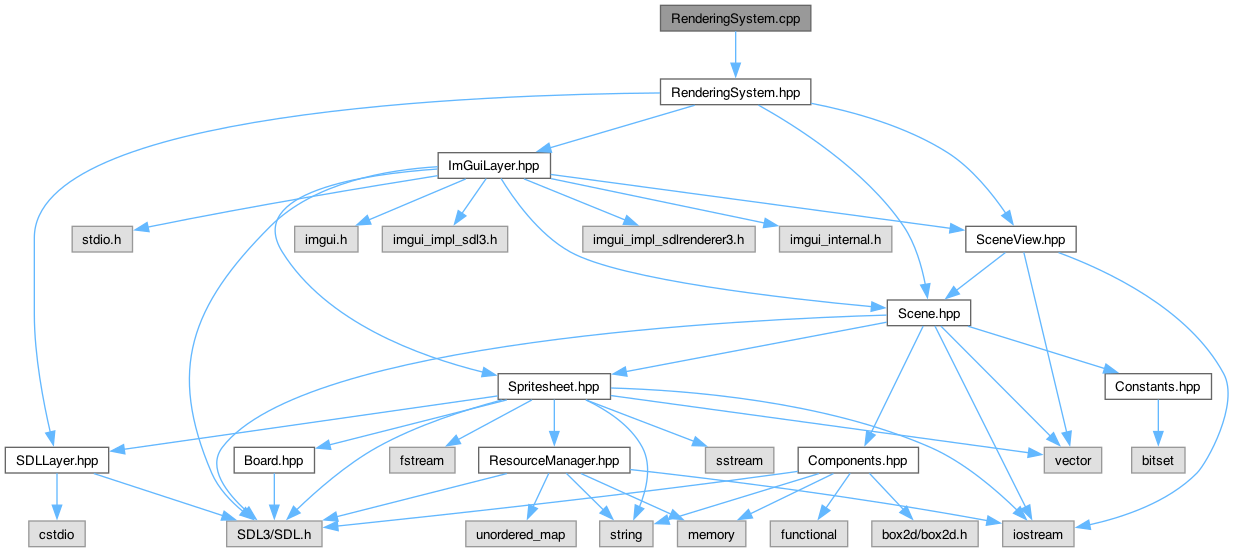 RenderingSystem.cpp
RenderingSystem.hpp
ImGuiLayer.hpp
stdio.h
imgui.h
imgui_impl_sdl3.h
imgui_impl_sdlrenderer3.h
imgui_internal.h
SceneView.hpp
Scene.hpp
Spritesheet.hpp
Constants.hpp
SDLLayer.hpp
Board.hpp
fstream
ResourceManager.hpp
sstream
Components.hpp
vector
bitset
cstdio
SDL3/SDL.h
unordered_map
string
memory
functional
box2d/box2d.h
iostream